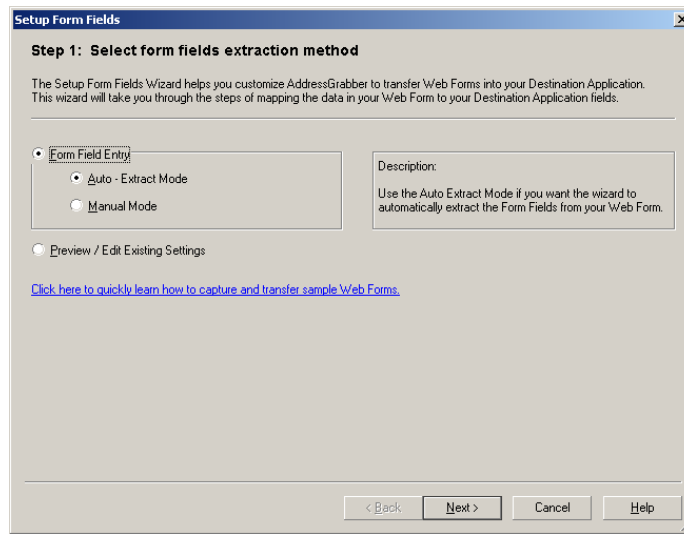 Setup Form Fields
Step 1: Select form fields extraction method
The Setup Form Fields Wizard helps you customize AddressGrabber to transfer Web Forms into your Destination Application.
This wizard will take you through the steps of mapping the data in your Web Form to your Destination Application fields.
Form Field Entry
Auto - Extract Mode
Manual Mode
Description:
Use the Auto Extract Mode if you want the wizard to
automatically extract the Form Fields from your Web Form.
Preview / Edit Existing Settings
Click here to quickly learn how to capture and transfer sample Web Forms.
< Back Next > Cancel Help